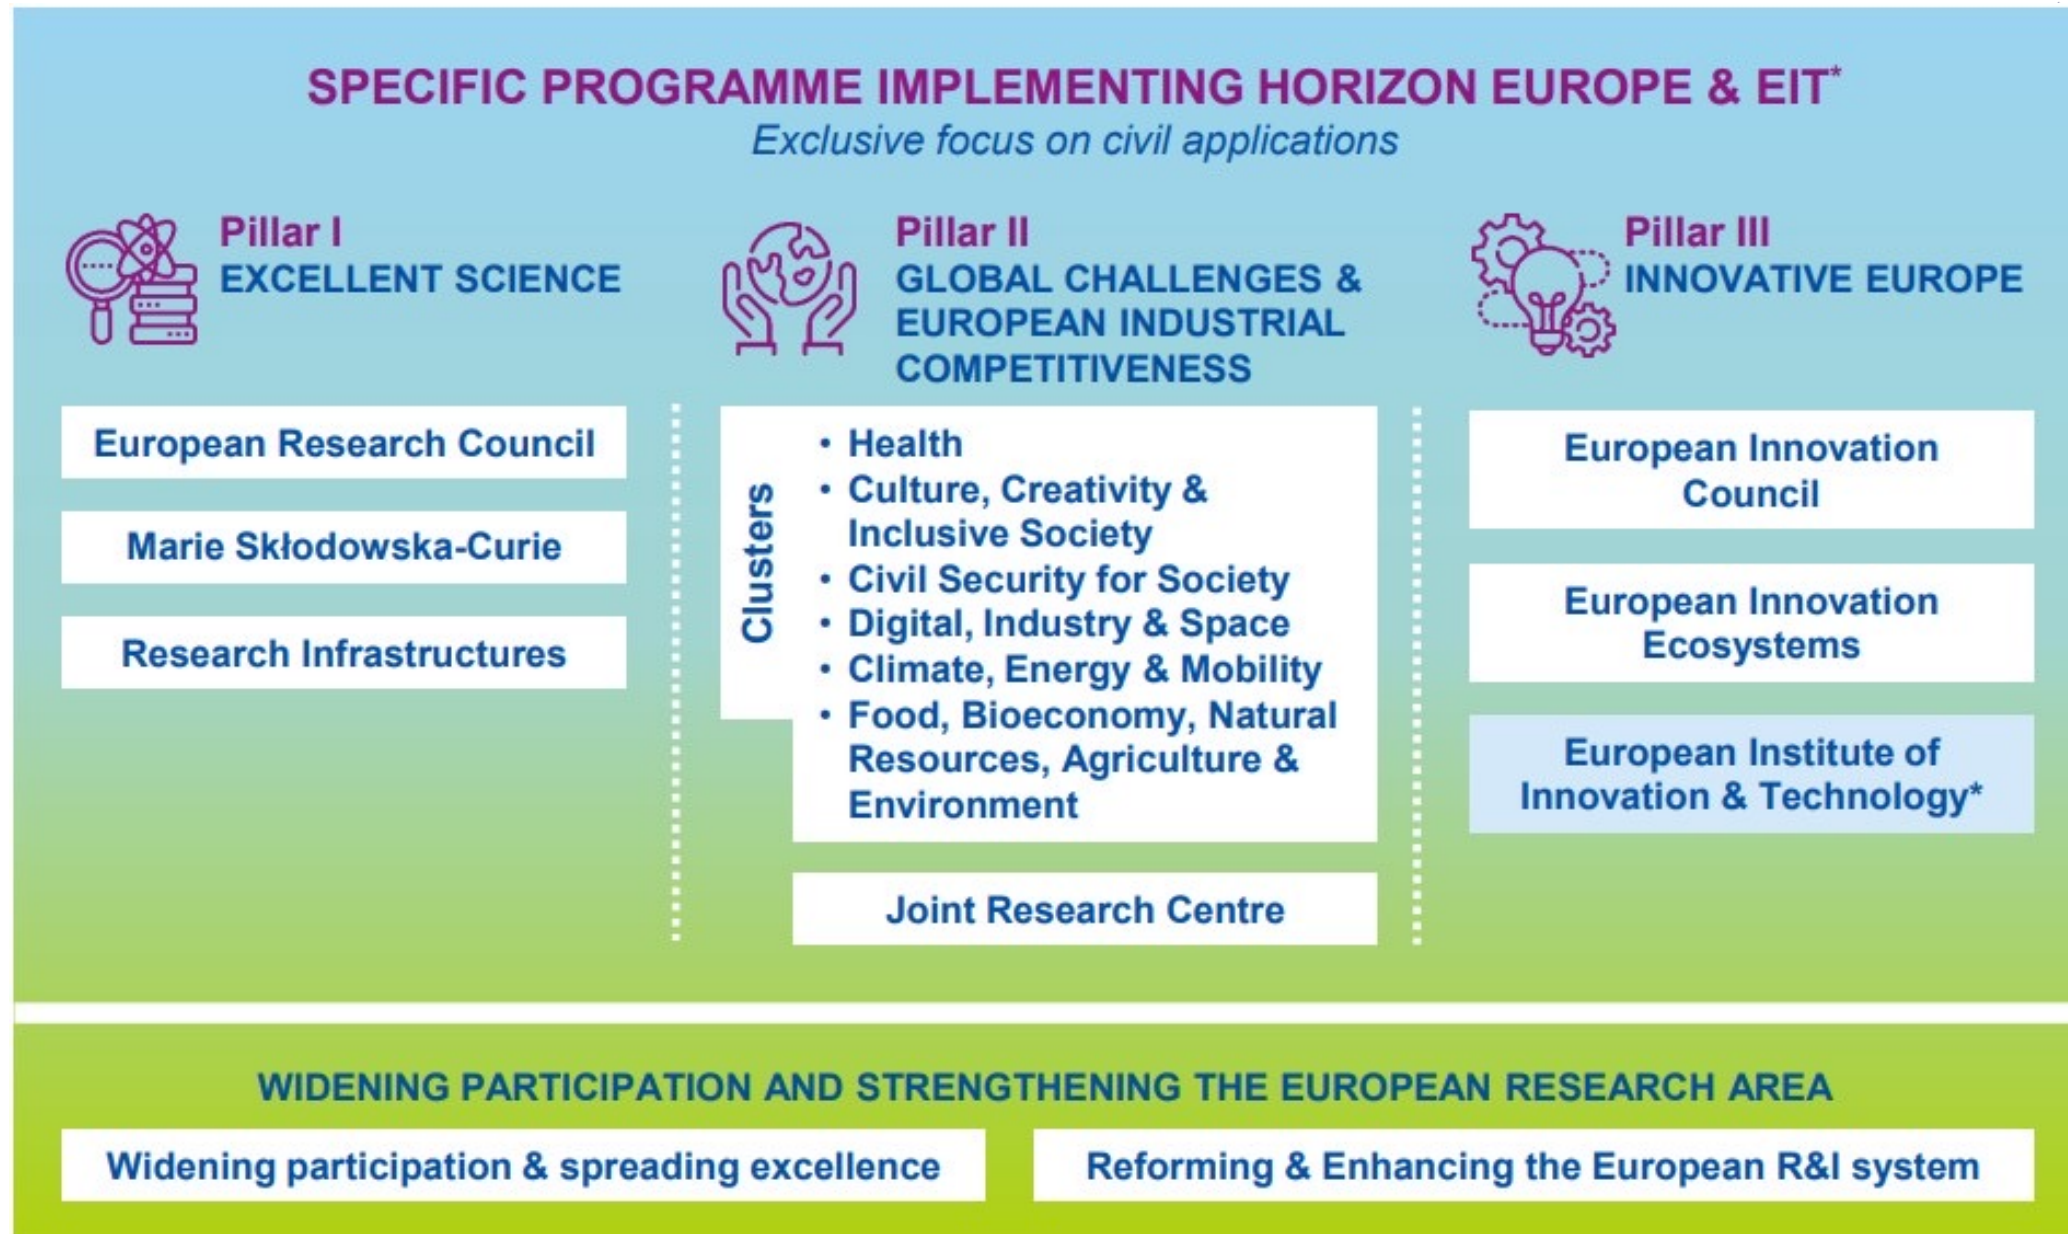 SPECIFIC PROGRAMME IMPLEMENTING HORIZON EUROPE & EIT*
Exclusive focus on civil applications
Pillar I
EXCELLENT SCIENCE
European Research Council
Marie Skłodowska-Curie
Research Infrastructures
Pillar II
GLOBAL CHALLENGES &
EUROPEAN INDUSTRIAL
COMPETITIVENESS
Clusters
• Health
• Culture, Creativity &
Inclusive Society
• Civil Security for Society
• Digital, Industry & Space
• Climate, Energy & Mobility
• Food, Bioeconomy, Natural
Resources, Agriculture &
Environment
Joint Research Centre
Pillar III
INNOVATIVE EUROPE
European Innovation
Council
European Innovation
Ecosystems
European Institute of
Innovation & Technology*
WIDENING PARTICIPATION AND STRENGTHENING THE EUROPEAN RESEARCH AREA
Widening participation & spreading excellence
Reforming & Enhancing the European R&I system